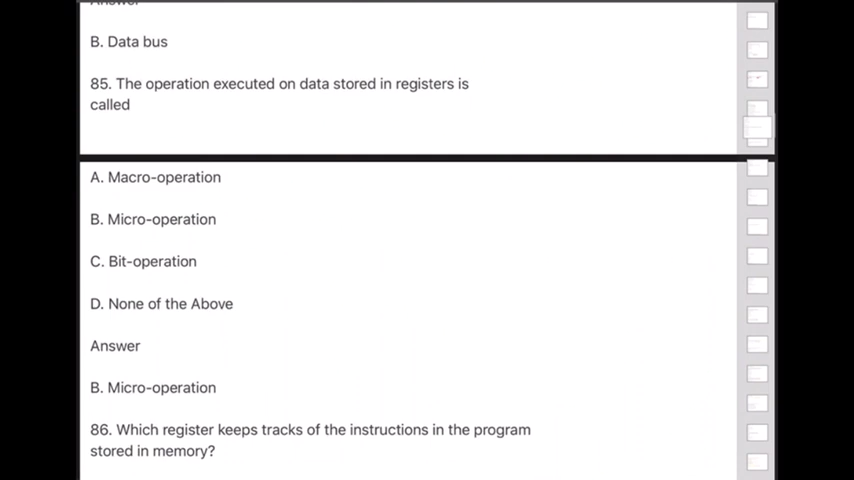 Answer
B. Data bus
85. The operation executed on data stored in registers is
called
A. Macro-operation
B. Micro-operation
C. Bit-operation
D. None of the Above
Answer
B. Micro-operation
86. Which register keeps tracks of the instructions in the program
stored in memory?